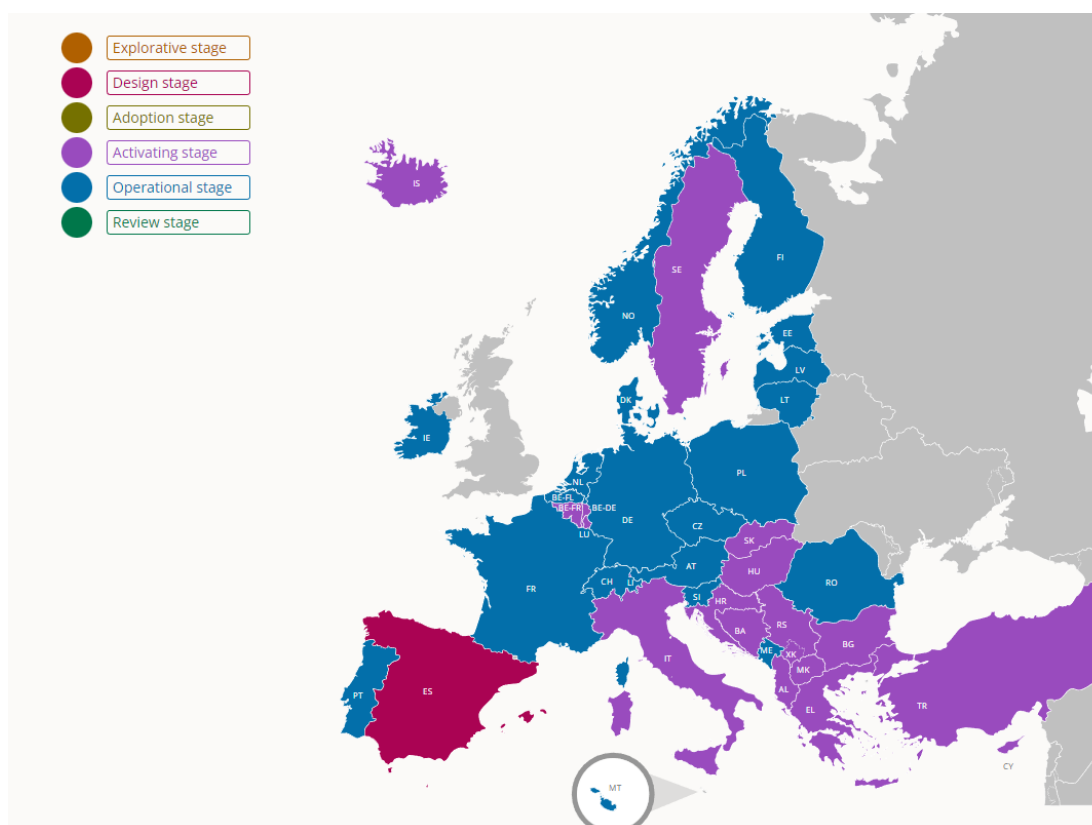 Explorative stage
Design stage
Adoption stage
Activating stage
Operational stage
Review stage
IS
SE
FI
NO
EE
LV
LT
DK
IE
PL
NL
BE-FL
BE-FR
BE-DE
DE
LU
CZ
SK
AT
HU
FR
CH
LI
RO
SI
HR
BA
RS
BG
ME
XK
IT
MK
PT
ES
AL
EL
TR
CY
MT